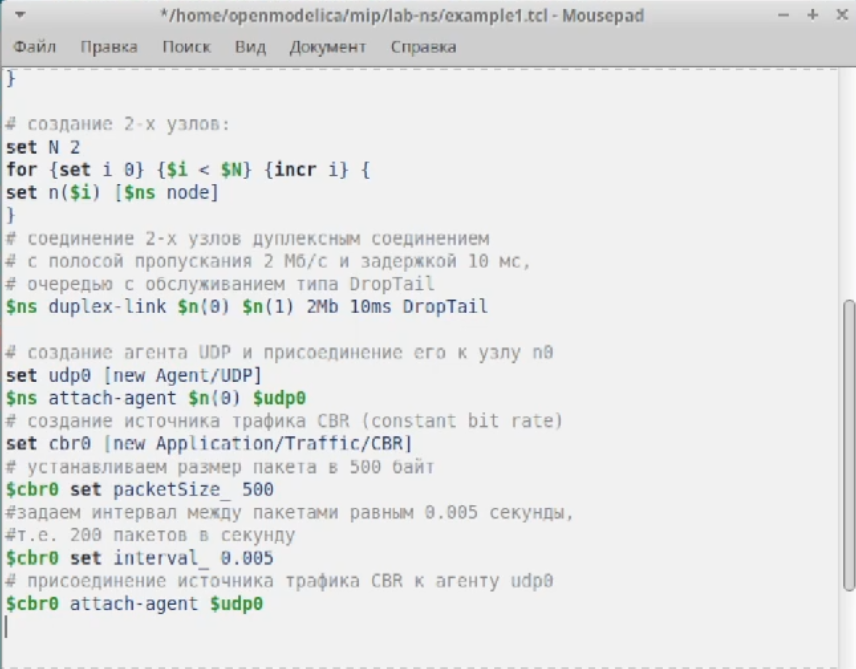 */home/openmodelica/mip/lab-ns/example1.tcl - Mousepad
Файл Правка Поиск Вид Документ Справка
}
# создание 2-х узлов:
set N 2
for {set i 0} {$i < $N} {incr i} {
set n($i) [$ns node]
}
# соединение 2-х узлов дуплексным соединением
# с полосой пропускания 2 Мб/с и задержкой 10 мс,
# очередью с обслуживанием типа DropTail
$ns duplex-link $n(0) $n(1) 2Mb 10ms DropTail
# создание агента UDP и присоединение его к узлу n0
set udp0 [new Agent/UDP]
$ns attach-agent $n(0) $udp0
# создание источника трафика CBR (constant bit rate)
set cbr0 [new Application/Traffic/CBR]
# устанавливаем размер пакета в 500 байт
$cbr0 set packetSize_ 500
#задаем интервал между пакетами равным 0.005 секунды,
#т.е. 200 пакетов в секунду
$cbr0 set interval_ 0.005
# присоединение источника трафика CBR к агенту udp0
$cbr0 attach-agent $udp0